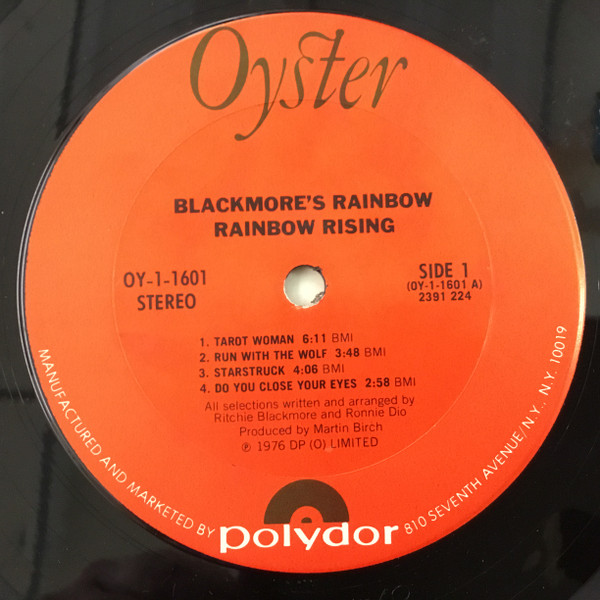 Oyster
BLACKMORE'S RAINBOW
RAINBOW RISING
OY-1-1601
STEREO
SIDE 1
(OY-1-1601 A)
2391 224
1. TAROT WOMAN 6:11 BMI
2. RUN WITH THE WOLF 3:48 BMI
3. STARSTRUCK 4:06 BMI
4. DO YOU CLOSE YOUR EYES 2:58 BMI
All selections written and arranged by
Ritchie Blackmore and Ronnie Dio
Produced by Martin Birch
℗ 1976 DP (O) LIMITED
MANUFACTURED AND MARKETED BY polydor 810 SEVENTH AVENUE/N.Y., N.Y. 10019